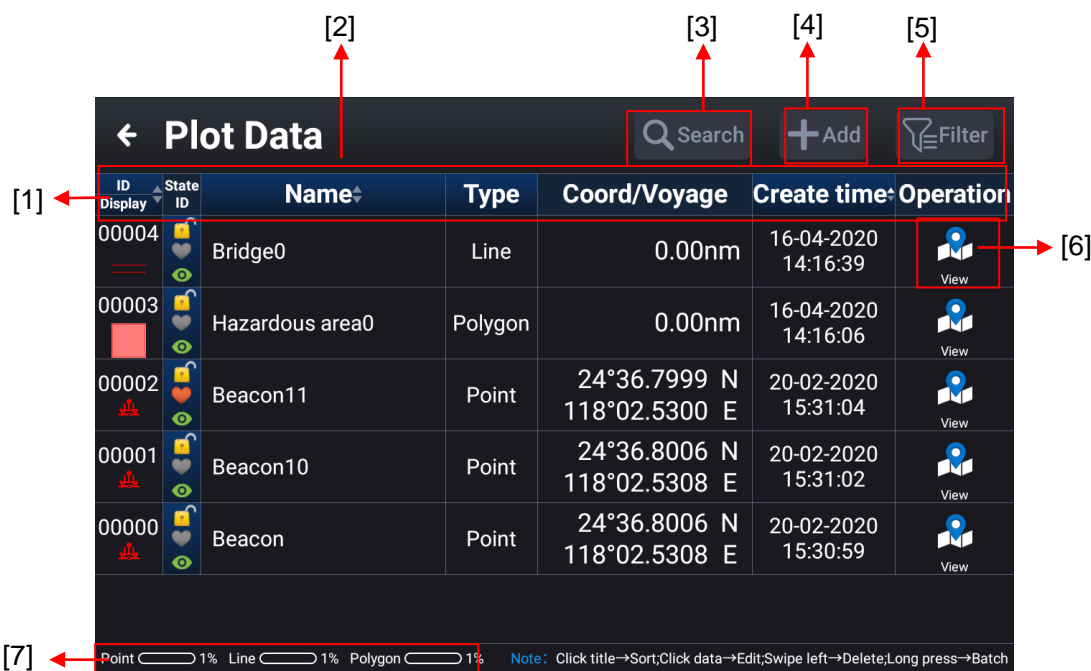 [2] [3] [4] [5]
Plot Data Search Add Filter
[1]
ID Display State ID Name Type Coord/Voyage Create time Operation
00004 Bridge0 Line 0.00nm 16-04-2020
14:16:39
View
[6]
00003 Hazardous area0 Polygon 0.00nm 16-04-2020
14:16:06
View
00002 Beacon11 Point 24°36.7999 N 20-02-2020
118°02.5300 E 15:31:04
View
00001 Beacon10 Point 24°36.8006 N 20-02-2020
118°02.5308 E 15:31:02
View
00000 Beacon Point 24°36.8006 N 20-02-2020
118°02.5308 E 15:30:59
View
[7]
Point 1% Line 1% Polygon 1% Note: Click title→Sort;Click data→Edit;Swipe left→Delete;Long press→Batch